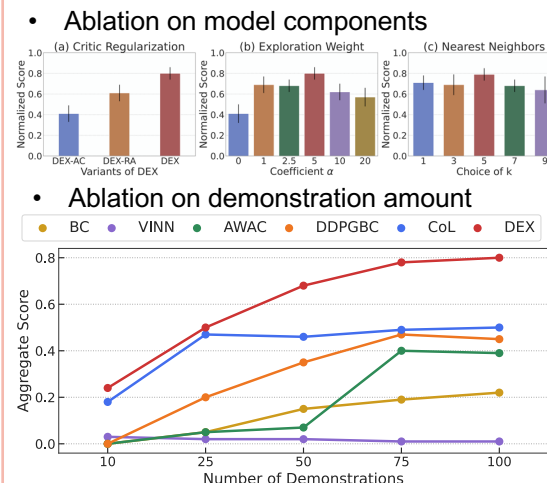 • Ablation on model components
(a) Critic Regularization
(b) Exploration Weight
(c) Nearest Neighbors
Normalized Score
1.0
0.8
0.6
0.4
0.2
0.0
DEX-AC DEX-RA DEX
Variants of DEX
Normalized Score
1.0
0.8
0.6
0.4
0.2
0.0
0 1 2.5 5 10 20
Coefficient α
Normalized Score
1.0
0.8
0.6
0.4
0.2
0.0
1 3 5 7 9
Choice of k
• Ablation on demonstration amount
BC VINN AWAC DDPGBC CoL DEX
Aggregate Score
0.8
0.6
0.4
0.2
0.0
10 25 50 75 100
Number of Demonstrations